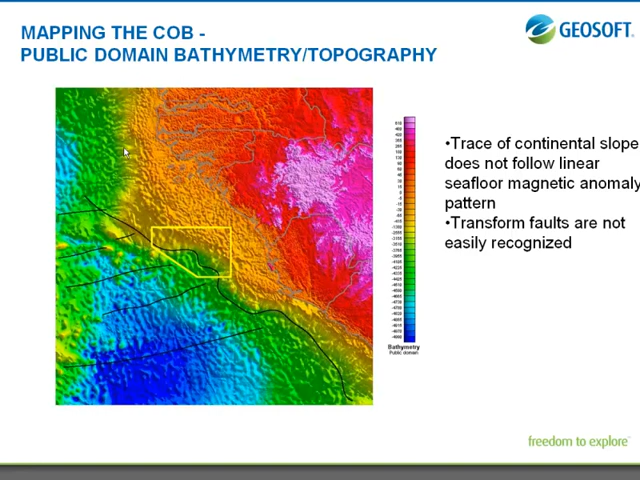 MAPPING THE COB -
PUBLIC DOMAIN BATHYMETRY/TOPOGRAPHY
GEOSOFT.
•Trace of continental slope
does not follow linear
seafloor magnetic anomaly
pattern
•Transform faults are not
easily recognized
Bathymetry
Public domain
freedom to explore